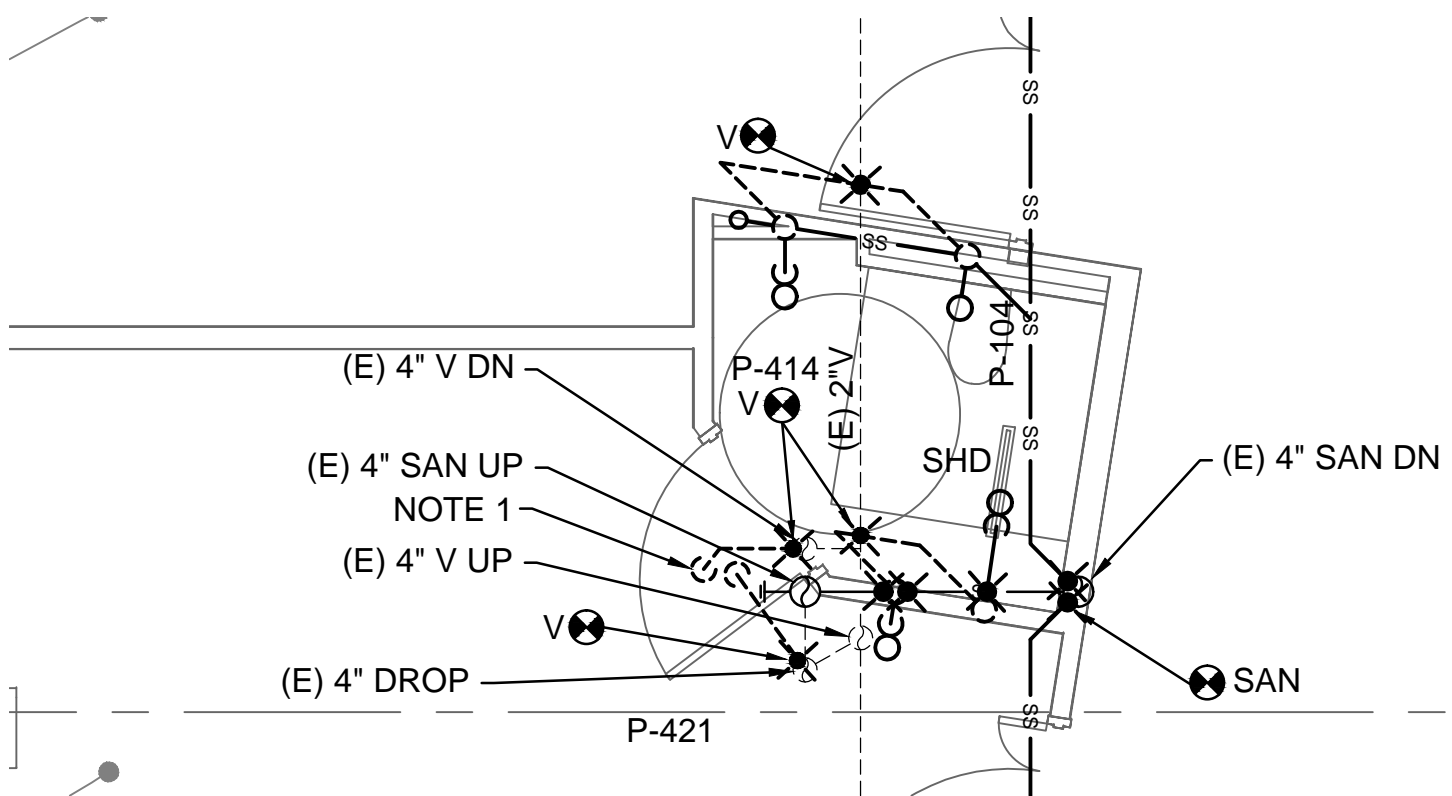 SS
V
SS
SS
SS
P-104
(E) 4" V DN
P-414
V
(E) 2"V
SS
(E) 4" SAN UP
SHD
(E) 4" SAN DN
NOTE 1
(E) 4" V UP
V
(E) 4" DROP
SAN
SS
P-421